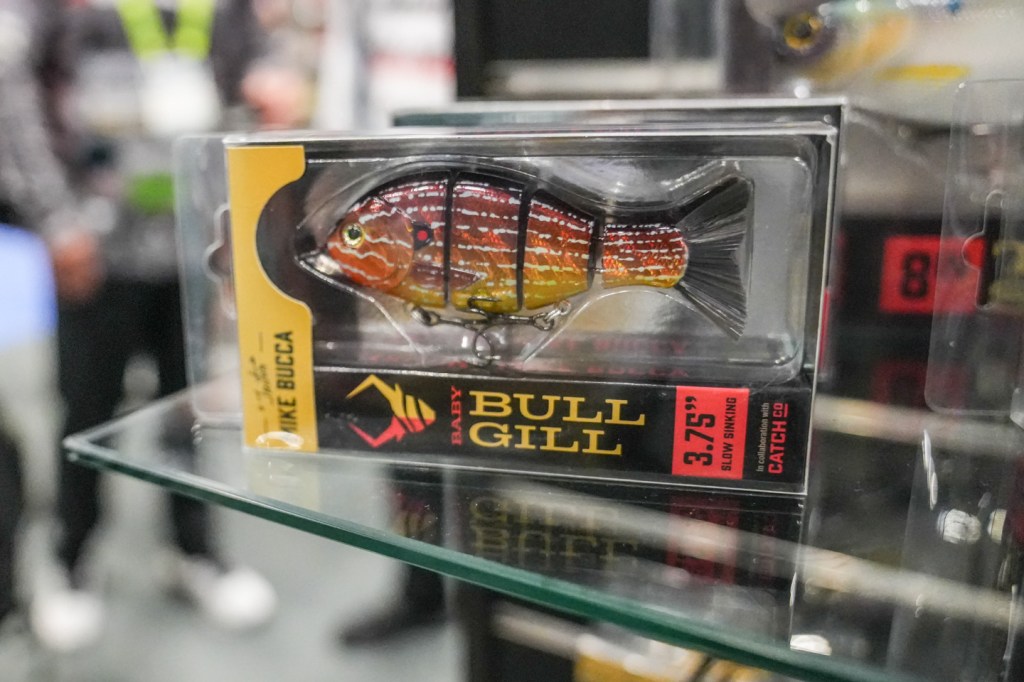 MIKE BUCCA
BABY
BULL
GILL
3.75”
SLOW SINKING
In collaboration with
CATCH CO